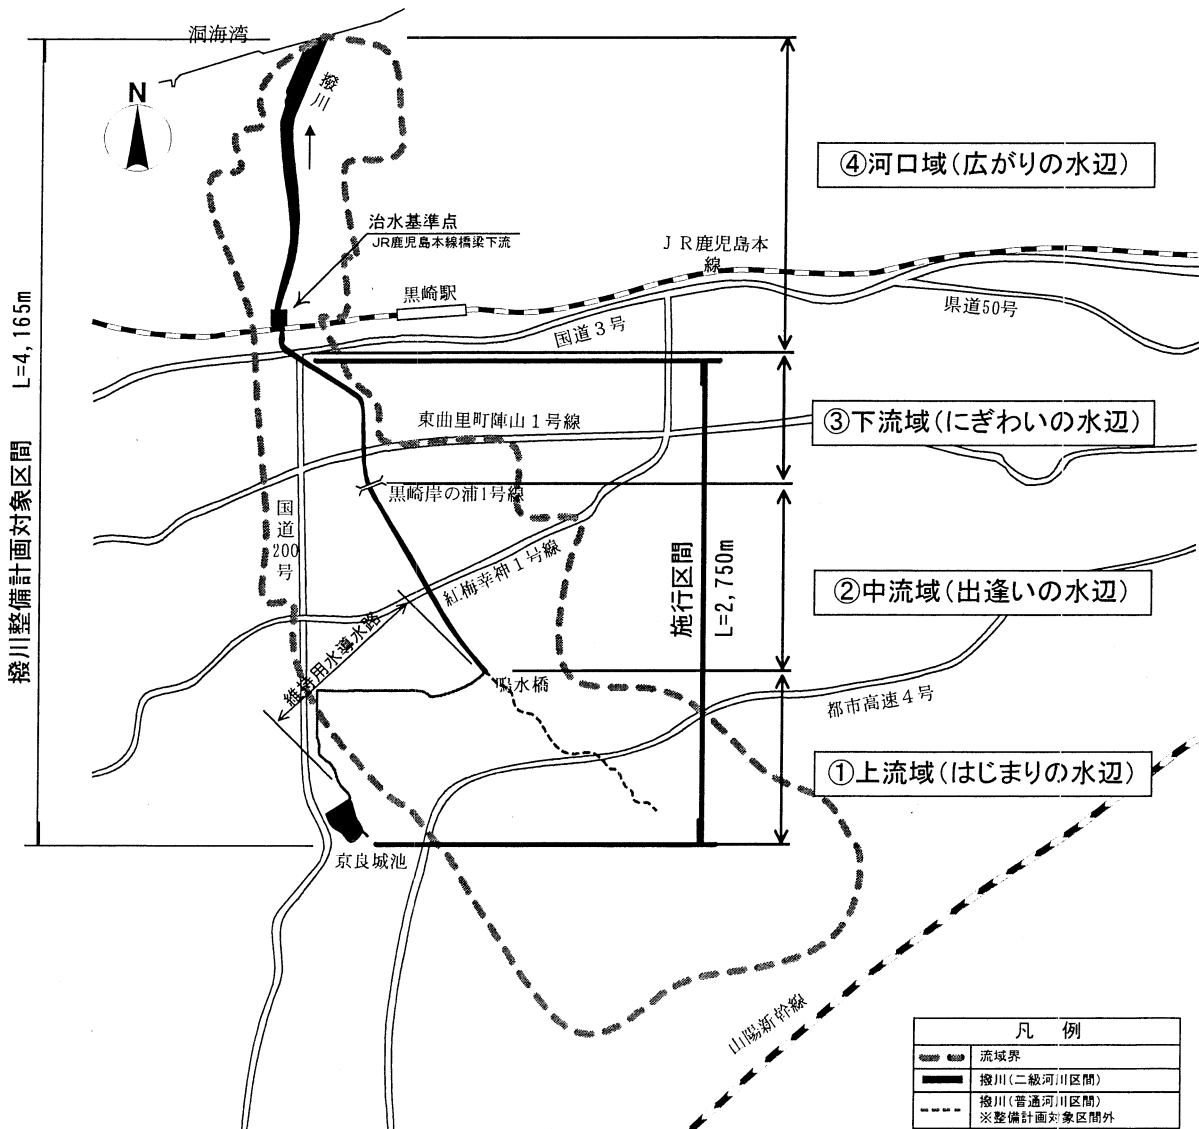 洞海湾
N
撥川
④河口域(広がりの水辺)
治水基準点
JR鹿児島本線橋梁下流
JR鹿児島本
線
黒崎駅
国道3号
県道50号
撥川整備計画対象区間 L=4,165m
東曲里町陣山1号線
③下流域(にぎわいの水辺)
黒崎岸の浦1号線
国道200号
紅梅幸神1号線
施行区間
L=2,750m
②中流域(出逢いの水辺)
維持用水導水路
鳴水橋
都市高速4号
①上流域(はじまりの水辺)
京良城池
山陽新幹線
凡 例
流域界
撥川(二級河川区間)
撥川(普通河川区間)
※整備計画対象区間外